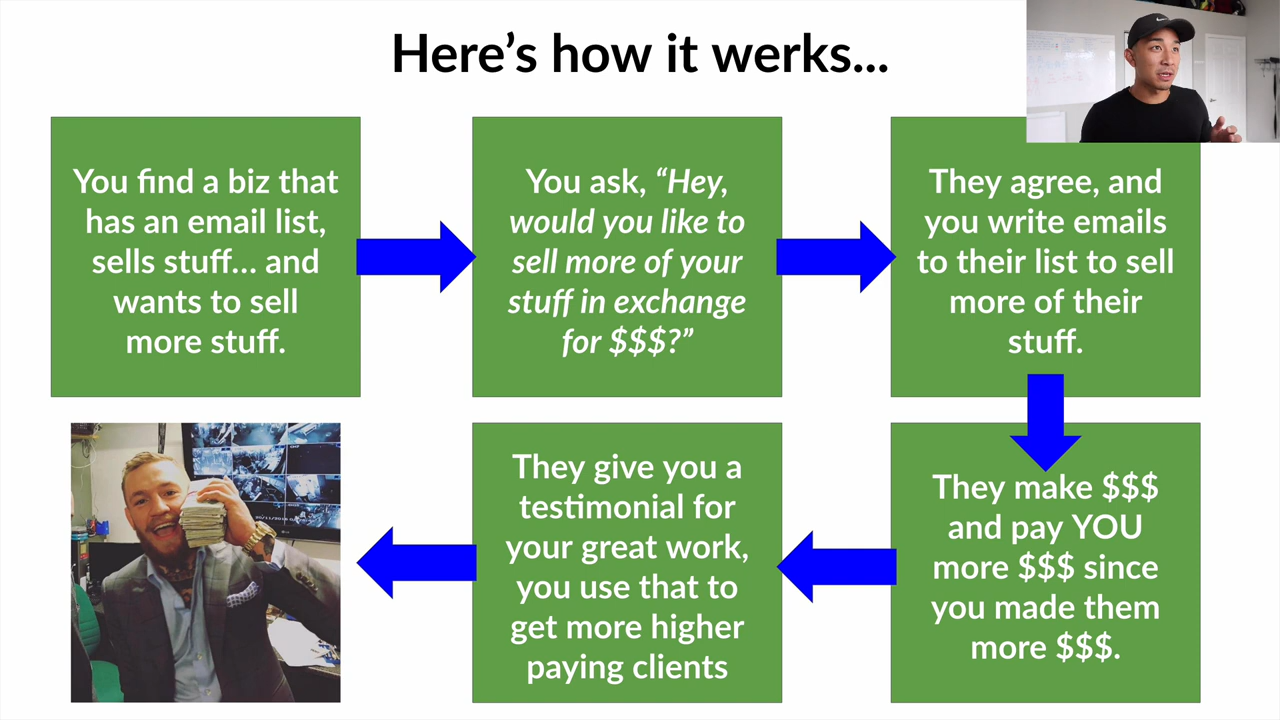 Here’s how it werks...
You find a biz that
has an email list,
sells stuff... and
wants to sell
more stuff.
You ask, “Hey,
would you like to
sell more of your
stuff in exchange
for $$$?”
They agree, and
you write emails
to their list to sell
more of their
stuff.
They make $$$
and pay YOU
more $$$ since
you made them
more $$$.
They give you a
testimonial for
your great work,
you use that to
get more higher
paying clients